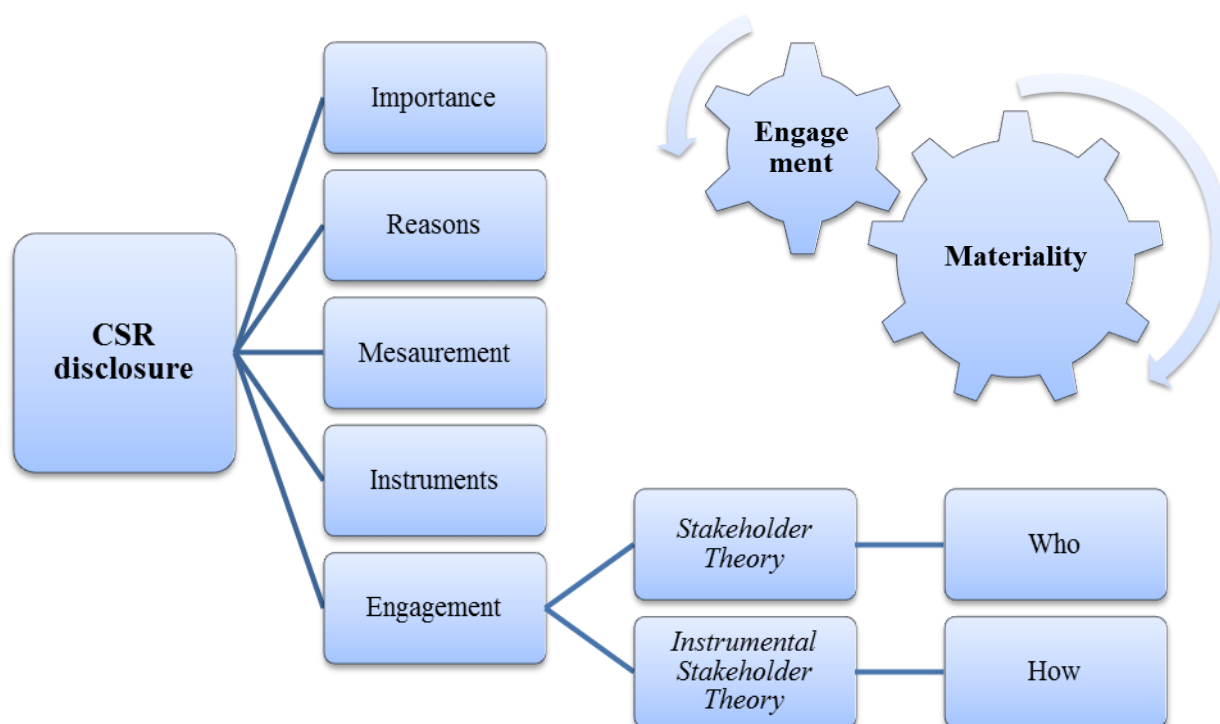 CSR
disclosure
Importance
Reasons
Mesaurement
Instruments
Engagement
Stakeholder
Theory
Who
Instrumental
Stakeholder
Theory
How
Engage
ment
Materiality